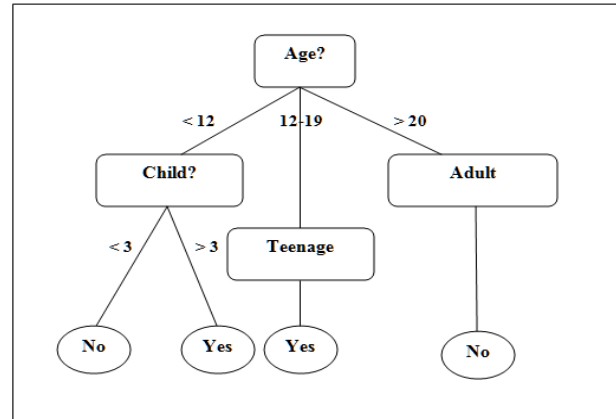 Age?
< 12
12-19
> 20
Child?
Adult
< 3
> 3
Teenage
No
Yes
Yes
No